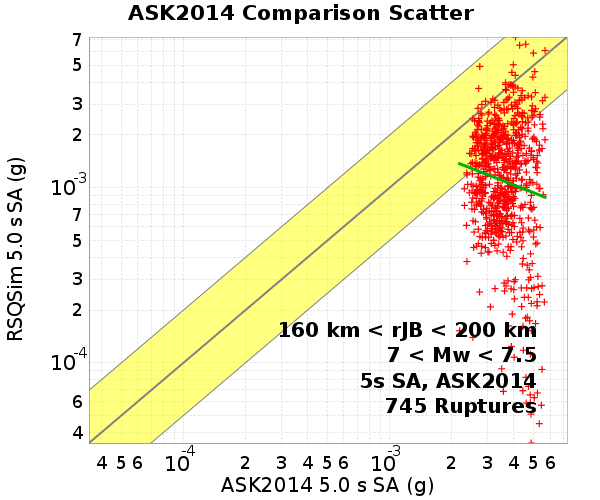 ASK2014 Comparison Scatter
7
5
3
2
10-3
7
5
3
2
10-4
6
4
RSQSim 5.0 s SA (g)
160 km < rJB < 200 km
7 < Mw < 7.5
5s SA, ASK2014
745 Ruptures
4 5 6 10-4 2 3 4 5 6 10-3 2 3 4 5 6
ASK2014 5.0 s SA (g)